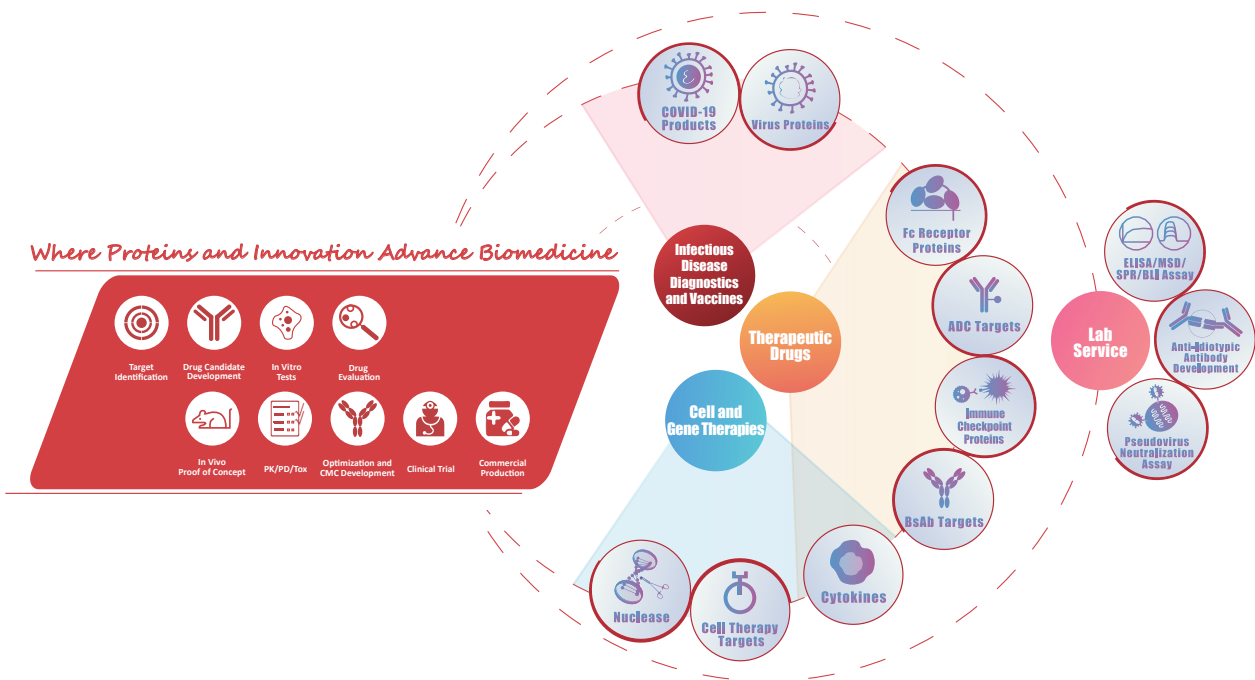 Where Proteins and Innovation Advance Biomedicine
Target
Identification
Drug Candidate
Development
In Vitro
Tests
Drug
Evaluation
In Vivo
Proof of Concept
PK/PD/Tox
Optimization and
CMC Development
Clinical Trial
Commercial
Production
COVID-19
Products
Virus Proteins
Infectious
Disease
Diagnostics
and Vaccines
Therapeutic
Drugs
Cell and
Gene Therapies
Fc Receptor
Proteins
ADC Targets
Immune
Checkpoint
Proteins
BsAb Targets
Cytokines
Cell Therapy
Targets
Nuclease
Lab
Service
ELISA/MSD/
SPR/BLI Assay
Anti-Idiotypic
Antibody
Development
Pseudovirus
Neutralization
Assay